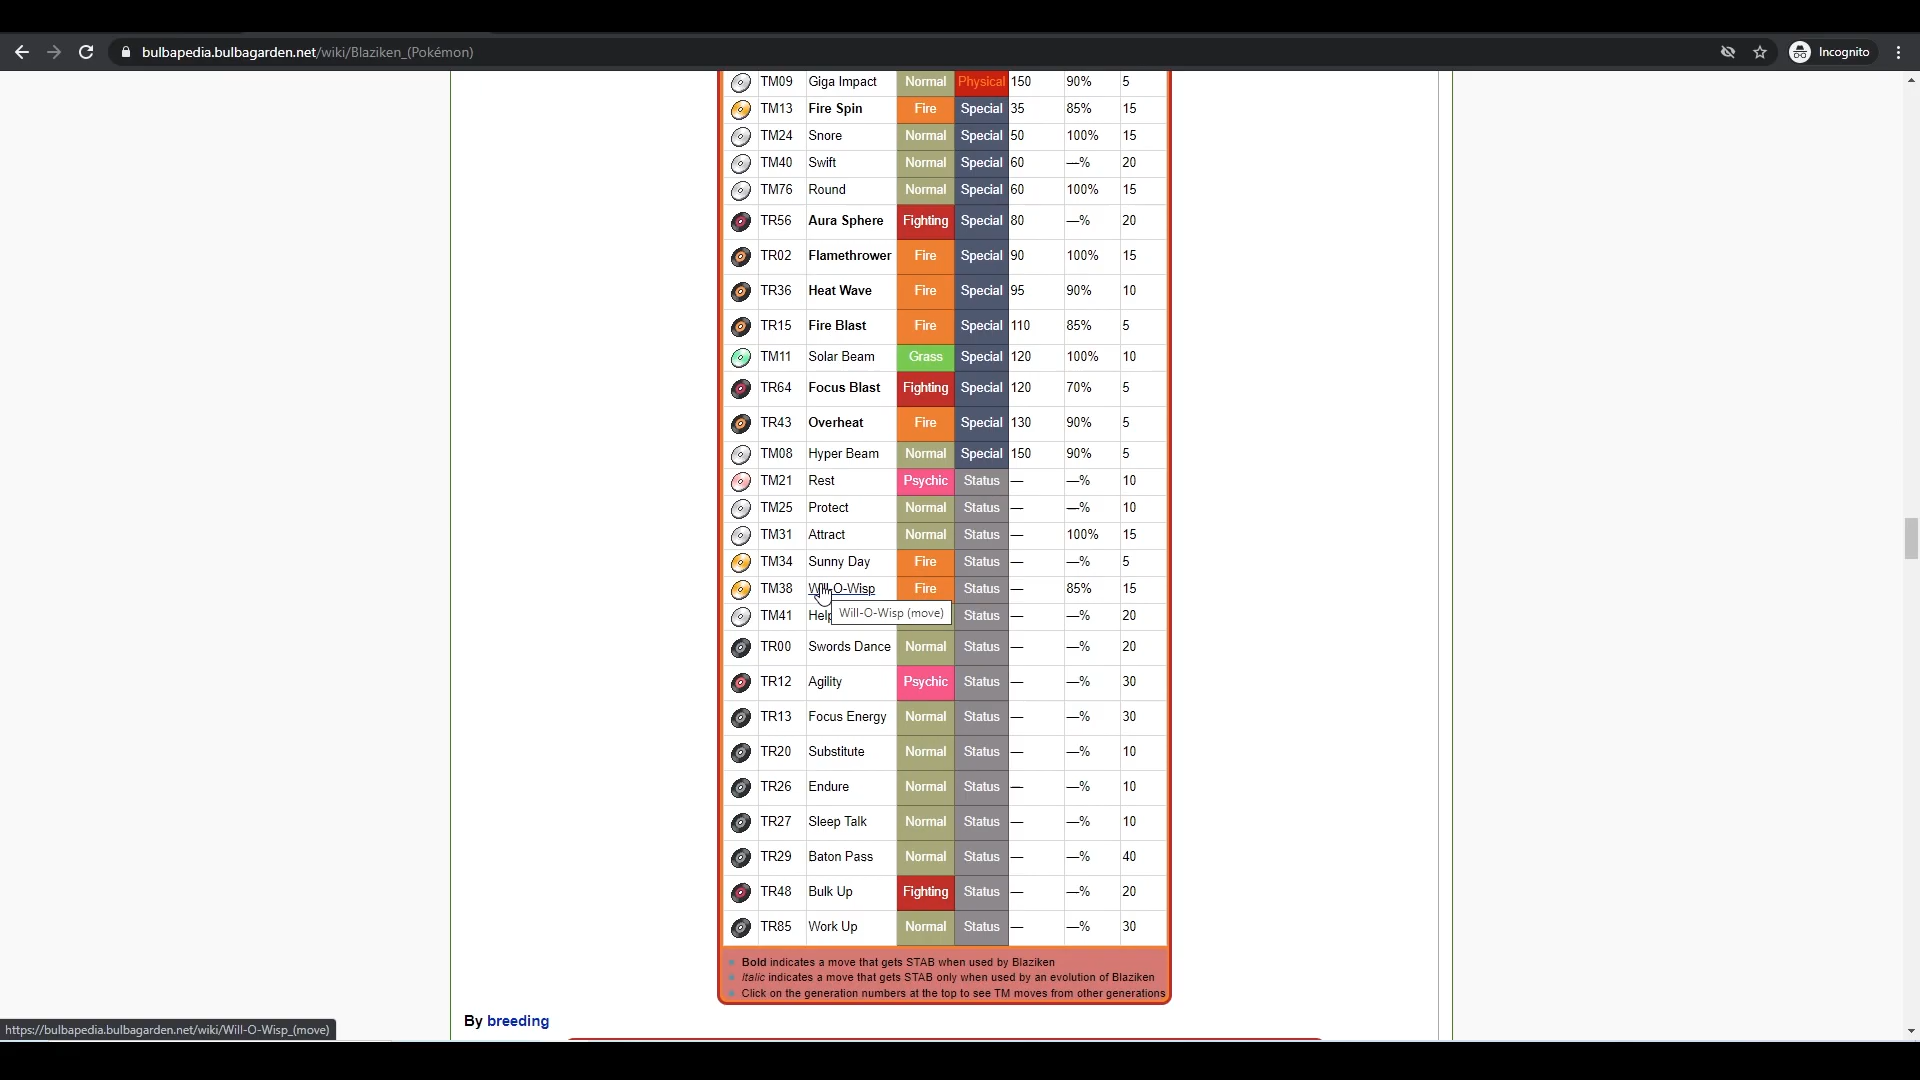 bulbapedia.bulbagarden.net/wiki/Blaziken_(Pokémon)
Incognito
TM09 Giga Impact Normal Physical 150 90% 5
TM13 Fire Spin Fire Special 35 85% 15
TM24 Snore Normal Special 50 100% 15
TM40 Swift Normal Special 60 —% 20
TM76 Round Normal Special 60 100% 15
TR56 Aura Sphere Fighting Special 80 —% 20
TR02 Flamethrower Fire Special 90 100% 15
TR36 Heat Wave Fire Special 95 90% 10
TR15 Fire Blast Fire Special 110 85% 5
TM11 Solar Beam Grass Special 120 100% 10
TR64 Focus Blast Fighting Special 120 70% 5
TR43 Overheat Fire Special 130 90% 5
TM08 Hyper Beam Normal Special 150 90% 5
TM21 Rest Psychic Status — —% 10
TM25 Protect Normal Status — —% 10
TM31 Attract Normal Status — 100% 15
TM34 Sunny Day Fire Status — —% 5
TM38 Will-O-Wisp Fire Status — 85% 15
Will-O-Wisp (move)
TM41 Help Status — —% 20
TR00 Swords Dance Normal Status — —% 20
TR12 Agility Psychic Status — —% 30
TR13 Focus Energy Normal Status — —% 30
TR20 Substitute Normal Status — —% 10
TR26 Endure Normal Status — —% 10
TR27 Sleep Talk Normal Status — —% 10
TR29 Baton Pass Normal Status — —% 40
TR48 Bulk Up Fighting Status — —% 20
TR85 Work Up Normal Status — —% 30
Bold indicates a move that gets STAB when used by Blaziken
Italic indicates a move that gets STAB only when used by an evolution of Blaziken
Click on the generation numbers at the top to see TM moves from other generations
By breeding
https://bulbapedia.bulbagarden.net/wiki/Will-O-Wisp_(move)